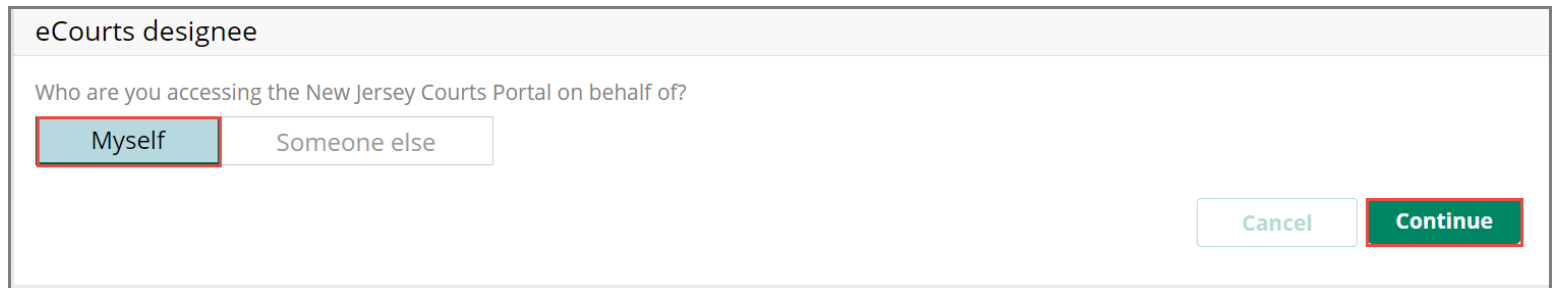 eCourts designee
Who are you accessing the New Jersey Courts Portal on behalf of?
Myself Someone else
Cancel Continue